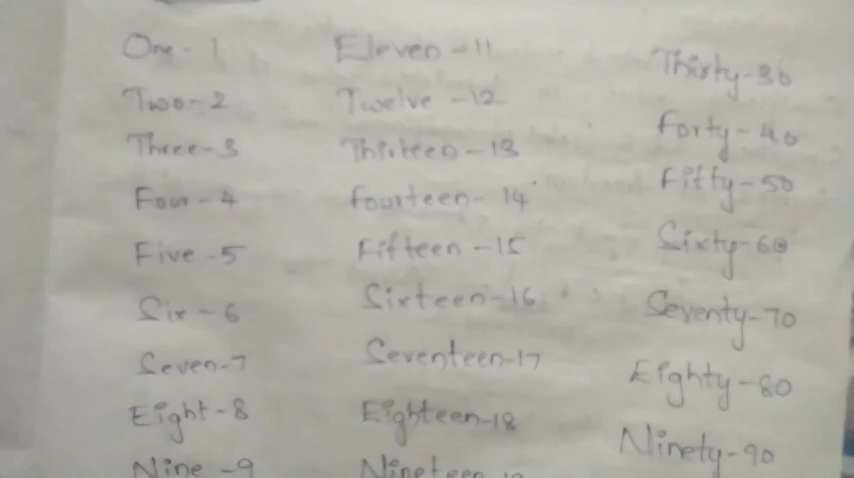 One - 1
Two - 2
Three - 3
Four - 4
Five - 5
Six - 6
Seven - 7
Eight - 8
Nine - 9
Eleven - 11
Twelve - 12
Thirteen - 13
Fourteen - 14
Fifteen - 15
Sixteen - 16
Seventeen - 17
Eighteen - 18
Nineteen - 19
Thirty - 30
Forty - 40
Fifty - 50
Sixty - 60
Seventy - 70
Eighty - 80
Ninety - 90